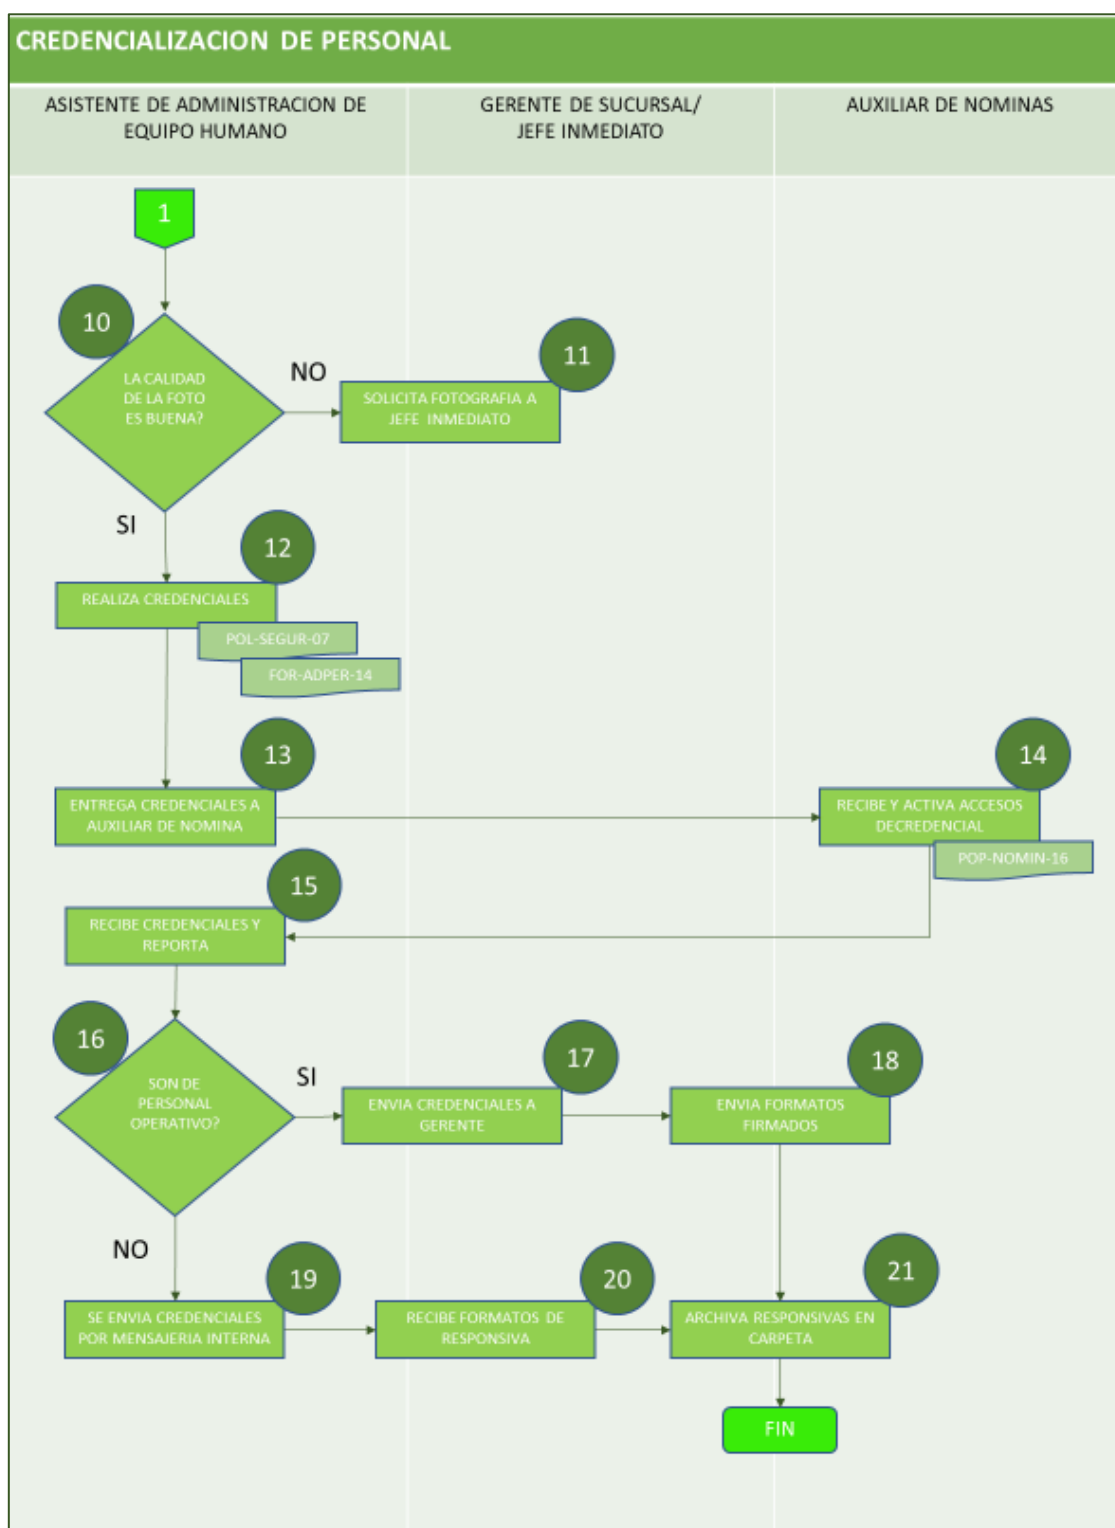 CREDENCIALIZACION DE PERSONAL
ASISTENTE DE ADMINISTRACION DE
EQUIPO HUMANO
GERENTE DE SUCURSAL/
JEFE INMEDIATO
AUXILIAR DE NOMINAS
1
10
LA CALIDAD
DE LA FOTO
ES BUENA?
NO
11
SOLICITA FOTOGRAFIA A
JEFE INMEDIATO
SI
12
REALIZA CREDENCIALES
POL-SEGUR-07
FOR-ADPER-14
13
ENTREGA CREDENCIALES A
AUXILIAR DE NOMINA
14
RECIBE Y ACTIVA ACCESOS
DECREDENCIAL
POP-NOMIN-16
15
RECIBE CREDENCIALES Y
REPORTA
16
SON DE
PERSONAL
OPERATIVO?
SI
17
ENVIA CREDENCIALES A
GERENTE
18
ENVIA FORMATOS
FIRMADOS
NO
19
SE ENVIA CREDENCIALES
POR MENSAJERIA INTERNA
20
RECIBE FORMATOS DE
RESPONSIVA
21
ARCHIVA RESPONSIVAS EN
CARPETA
FIN